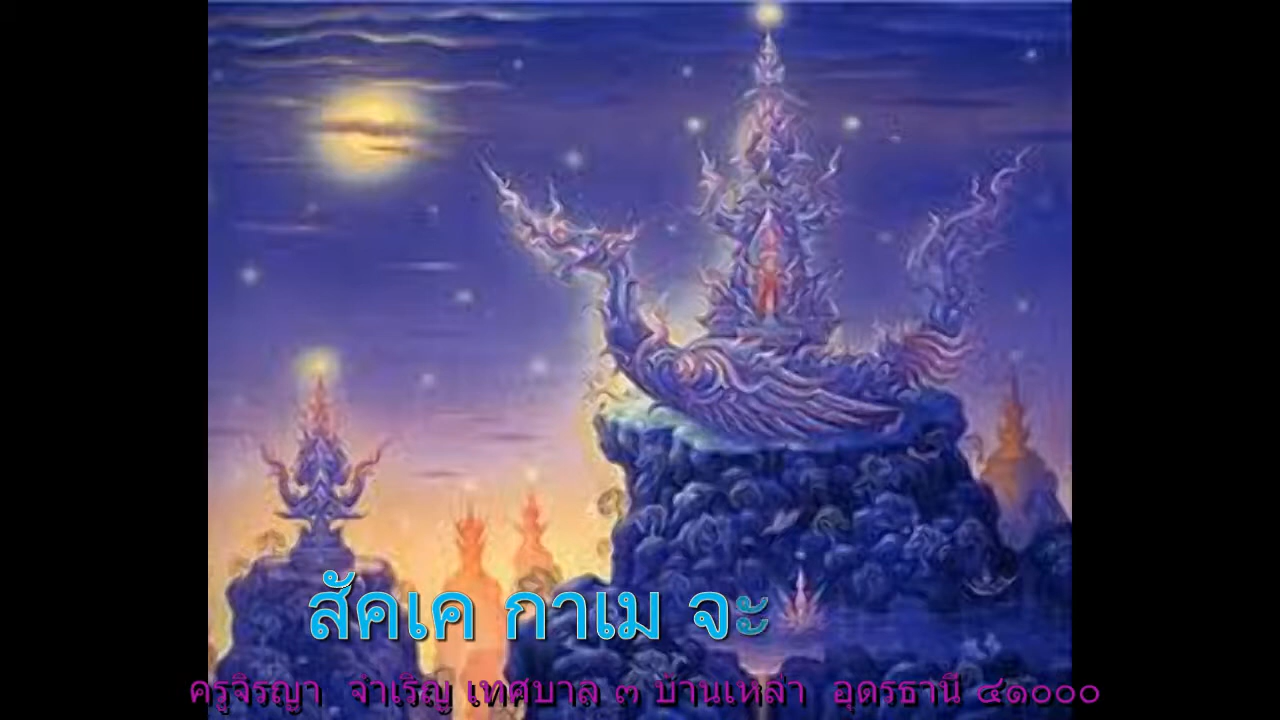 สัคเค กาเม จะ
ครูจิรญา จำเริญ เทศบาล ๓ บ้านเหล่า อุดรธานี ๔๑๐๐๐